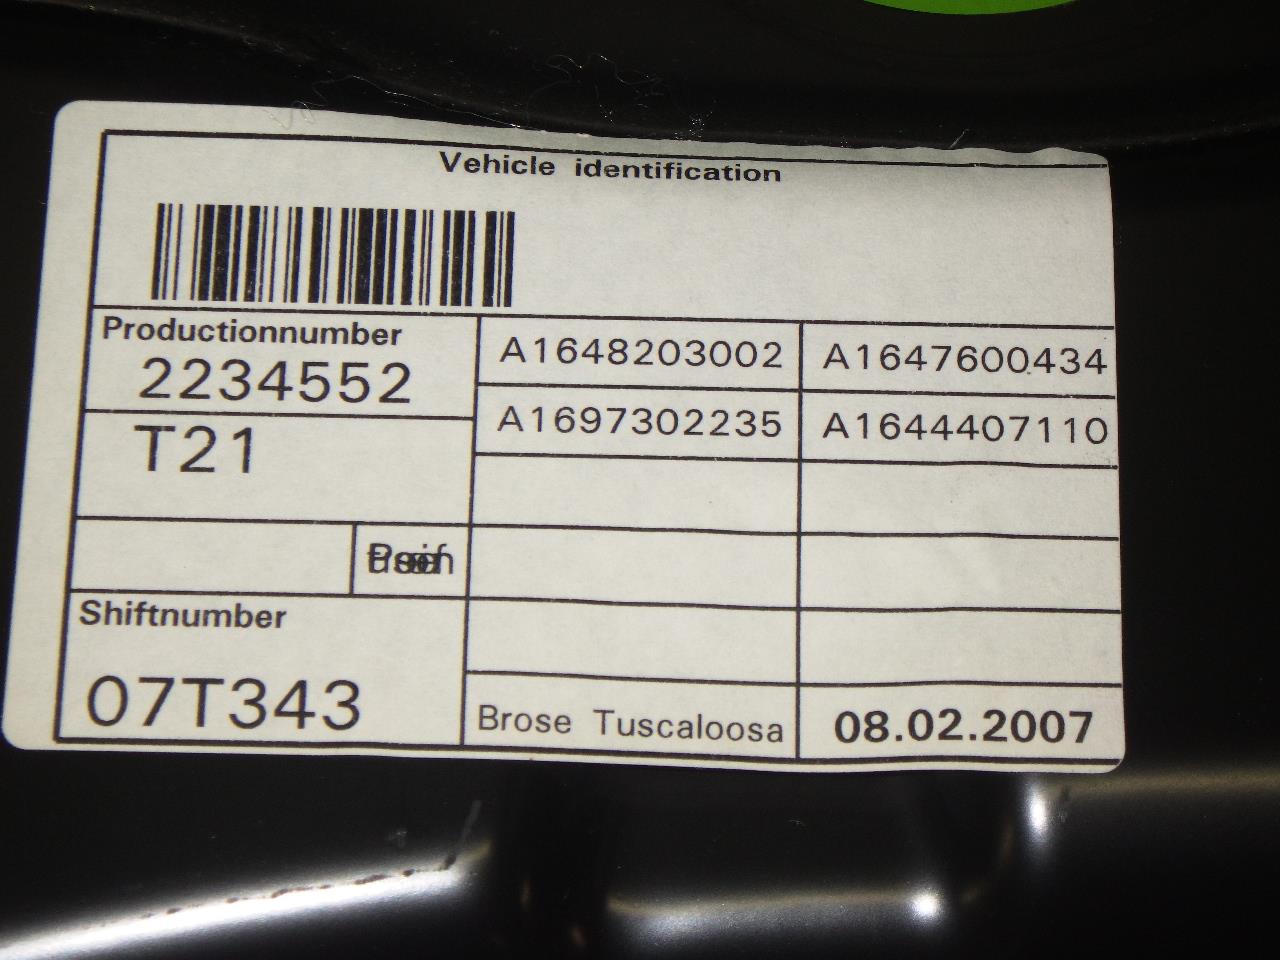 Vehicle identification
Productionnumber
2234552
T21
Shiftnumber
07T343
A1648203002 A1647600434
A1697302235 A1644407110
Brose Tuscaloosa 08.02.2007